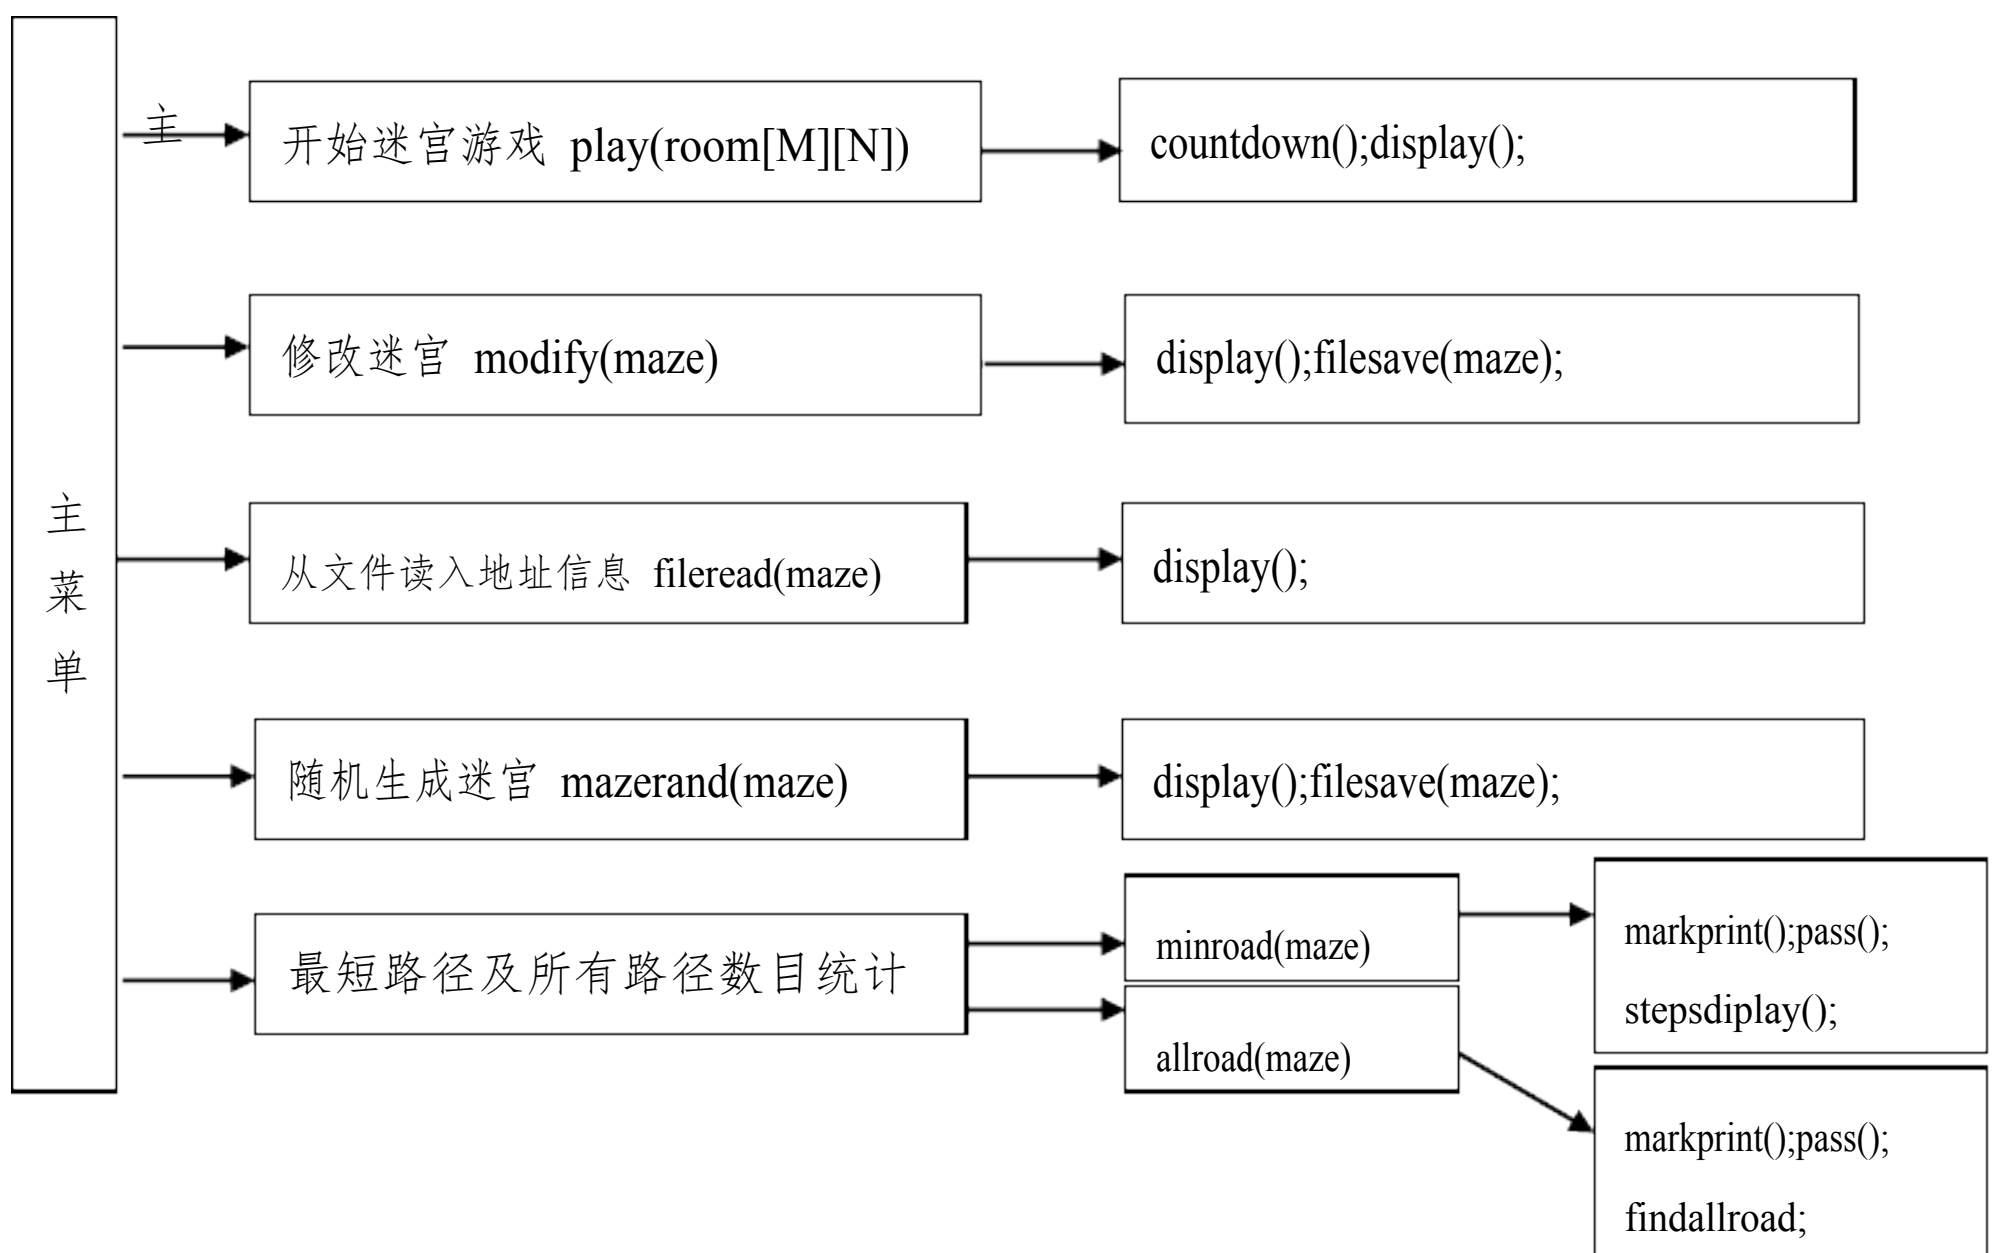 主菜单
主
开始迷宫游戏 play(room[M][N])
countdown();display();
修改迷宫 modify(maze)
display();filesave(maze);
从文件读入地址信息 fileread(maze)
display();
随机生成迷宫 mazerand(maze)
display();filesave(maze);
最短路径及所有路径数目统计
minroad(maze)
markprint();pass();
stepsdiplay();
allroad(maze)
markprint();pass();
findallroad;